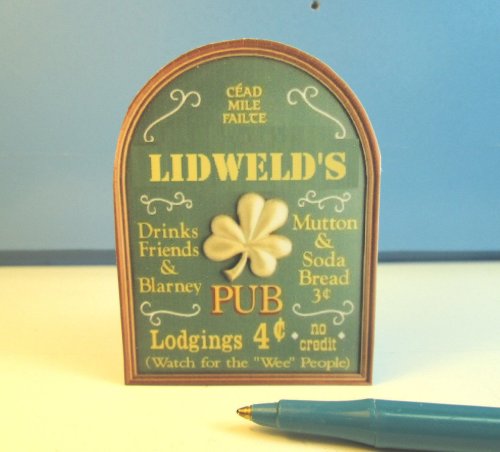 CÉAD
MILE
FAILTE
LIDWELD'S
Drinks
Friends
&
Blarney
Mutton
&
Soda
Bread
3¢
PUB
Lodgings 4¢ • no credit •
(Watch for the "Wee" People)